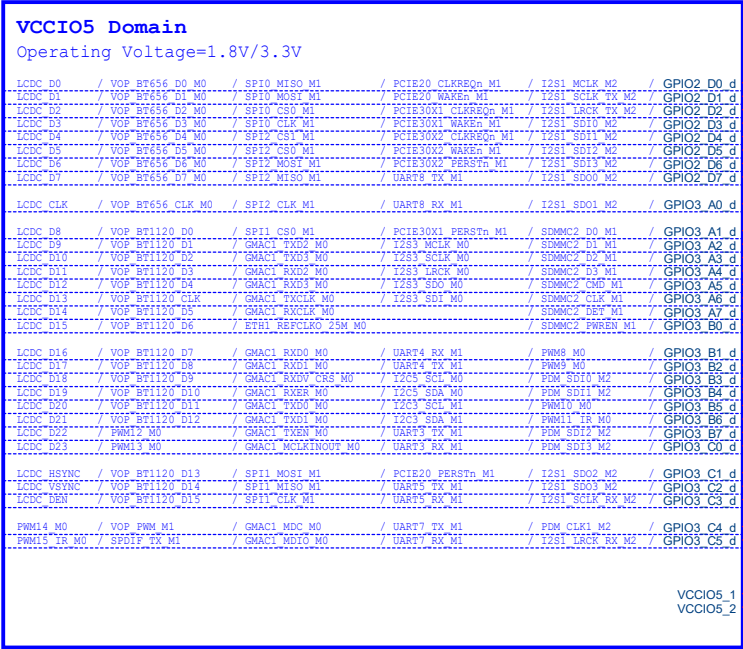 VCCIO5 Domain
Operating Voltage=1.8V/3.3V
LCDC_D0 / VOP_BT656_D0_M0 / SPI0_MISO_M1 / PCIE20_CLKREQn_M1 / I2S1_MCLK_M2 / GPIO2_D0_d
LCDC_D1 / VOP_BT656_D1_M0 / SPI0_MOSI_M1 / PCIE20_WAKEn_M1 / I2S1_SCLK_TX_M2 / GPIO2_D1_d
LCDC_D2 / VOP_BT656_D2_M0 / SPI0_CS0_M1 / PCIE30X1_CLKREQn_M1 / I2S1_LRCK_TX_M2 / GPIO2_D2_d
LCDC_D3 / VOP_BT656_D3_M0 / SPI0_CLK_M1 / PCIE30X1_WAKEn_M1 / I2S1_SDI0_M2 / GPIO2_D3_d
LCDC_D4 / VOP_BT656_D4_M0 / SPI2_CS1_M1 / PCIE30X2_CLKREQn_M1 / I2S1_SDI1_M2 / GPIO2_D4_d
LCDC_D5 / VOP_BT656_D5_M0 / SPI2_CS0_M1 / PCIE30X2_WAKEn_M1 / I2S1_SDI2_M2 / GPIO2_D5_d
LCDC_D6 / VOP_BT656_D6_M0 / SPI2_MOSI_M1 / PCIE30X2_PERSTn_M1 / I2S1_SDI3_M2 / GPIO2_D6_d
LCDC_D7 / VOP_BT656_D7_M0 / SPI2_MISO_M1 / UART8_TX_M1 / I2S1_SDO0_M2 / GPIO2_D7_d
LCDC_CLK / VOP_BT656_CLK_M0 / SPI2_CLK_M1 / UART8_RX_M1 / I2S1_SDO1_M2 / GPIO3_A0_d
LCDC_D8 / VOP_BT1120_D0 / SPI1_CS0_M1 / PCIE30X1_PERSTn_M1 / SDMMC2_D0_M1 / GPIO3_A1_d
LCDC_D9 / VOP_BT1120_D1 / GMAC1_TXD2_M0 / I2S3_MCLK_M0 / SDMMC2_D1_M1 / GPIO3_A2_d
LCDC_D10 / VOP_BT1120_D2 / GMAC1_TXD3_M0 / I2S3_SCLK_M0 / SDMMC2_D2_M1 / GPIO3_A3_d
LCDC_D11 / VOP_BT1120_D3 / GMAC1_RXD2_M0 / I2S3_LRCK_M0 / SDMMC2_D3_M1 / GPIO3_A4_d
LCDC_D12 / VOP_BT1120_D4 / GMAC1_RXD3_M0 / I2S3_SDO_M0 / SDMMC2_CMD_M1 / GPIO3_A5_d
LCDC_D13 / VOP_BT1120_CLK / GMAC1_TXCLK_M0 / I2S3_SDI_M0 / SDMMC2_CLK_M1 / GPIO3_A6_d
LCDC_D14 / VOP_BT1120_D5 / GMAC1_RXCLK_M0 / SDMMC2_DET_M1 / GPIO3_A7_d
LCDC_D15 / VOP_BT1120_D6 / ETH1_REFCLKO_25M_M0 / SDMMC2_PWREN_M1 / GPIO3_B0_d
LCDC_D16 / VOP_BT1120_D7 / GMAC1_RXD0_M0 / UART4_RX_M1 / PWM8_M0 / GPIO3_B1_d
LCDC_D17 / VOP_BT1120_D8 / GMAC1_RXD1_M0 / UART4_TX_M1 / PWM9_M0 / GPIO3_B2_d
LCDC_D18 / VOP_BT1120_D9 / GMAC1_RXDV_CRS_M0 / I2C5_SCL_M0 / PDM_SDI0_M2 / GPIO3_B3_d
LCDC_D19 / VOP_BT1120_D10 / GMAC1_RXER_M0 / I2C5_SDA_M0 / PDM_SDI1_M2 / GPIO3_B4_d
LCDC_D20 / VOP_BT1120_D11 / GMAC1_TXD0_M0 / I2C3_SCL_M1 / PWM10_M0 / GPIO3_B5_d
LCDC_D21 / VOP_BT1120_D12 / GMAC1_TXD1_M0 / I2C3_SDA_M1 / PWM11_IR_M0 / GPIO3_B6_d
LCDC_D22 / PWM12_M0 / GMAC1_TXEN_M0 / UART3_TX_M1 / PDM_SDI2_M2 / GPIO3_B7_d
LCDC_D23 / PWM13_M0 / GMAC1_MCLKINOUT_M0 / UART3_RX_M1 / PDM_SDI3_M2 / GPIO3_C0_d
LCDC_HSYNC / VOP_BT1120_D13 / SPI1_MOSI_M1 / PCIE20_PERSTn_M1 / I2S1_SDO2_M2 / GPIO3_C1_d
LCDC_VSYNC / VOP_BT1120_D14 / SPI1_MISO_M1 / UART5_TX_M1 / I2S1_SDO3_M2 / GPIO3_C2_d
LCDC_DEN / VOP_BT1120_D15 / SPI1_CLK_M1 / UART5_RX_M1 / I2S1_SCLK_RX_M2 / GPIO3_C3_d
PWM14_M0 / VOP_PWM_M1 / GMAC1_MDC_M0 / UART7_TX_M1 / PDM_CLK1_M2 / GPIO3_C4_d
PWM15_IR_M0 / SPDIF_TX_M1 / GMAC1_MDIO_M0 / UART7_RX_M1 / I2S1_LRCK_RX_M2 / GPIO3_C5_d
VCCIO5_1
VCCIO5_2